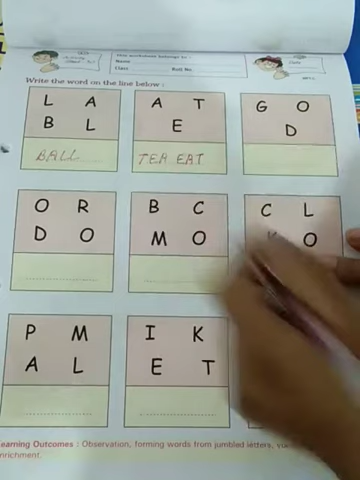 This worksheet belongs to :
Name
Class
Roll No.
Date
Write the word on the line below :
L A
B L
BALL
A T
E
TEA EAT
G O
D
O R
D O
B C
M O
C L
O
P M
A L
I K
E T
Learning Outcomes : Observation, forming words from jumbled letters,
enrichment.